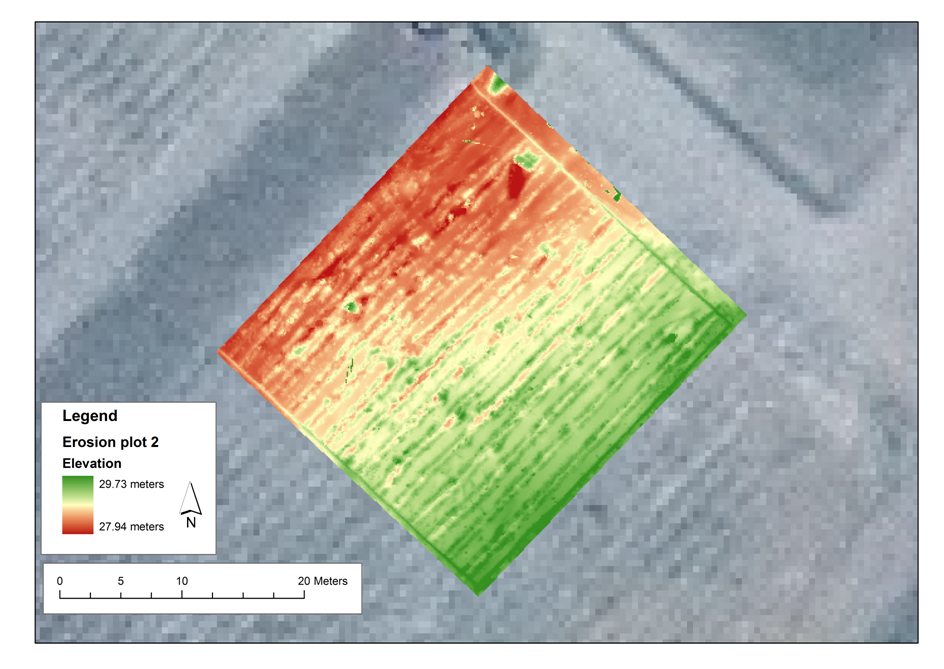 Legend
Erosion plot 2
Elevation
29.73 meters
27.94 meters
N
0 5 10 20 Meters